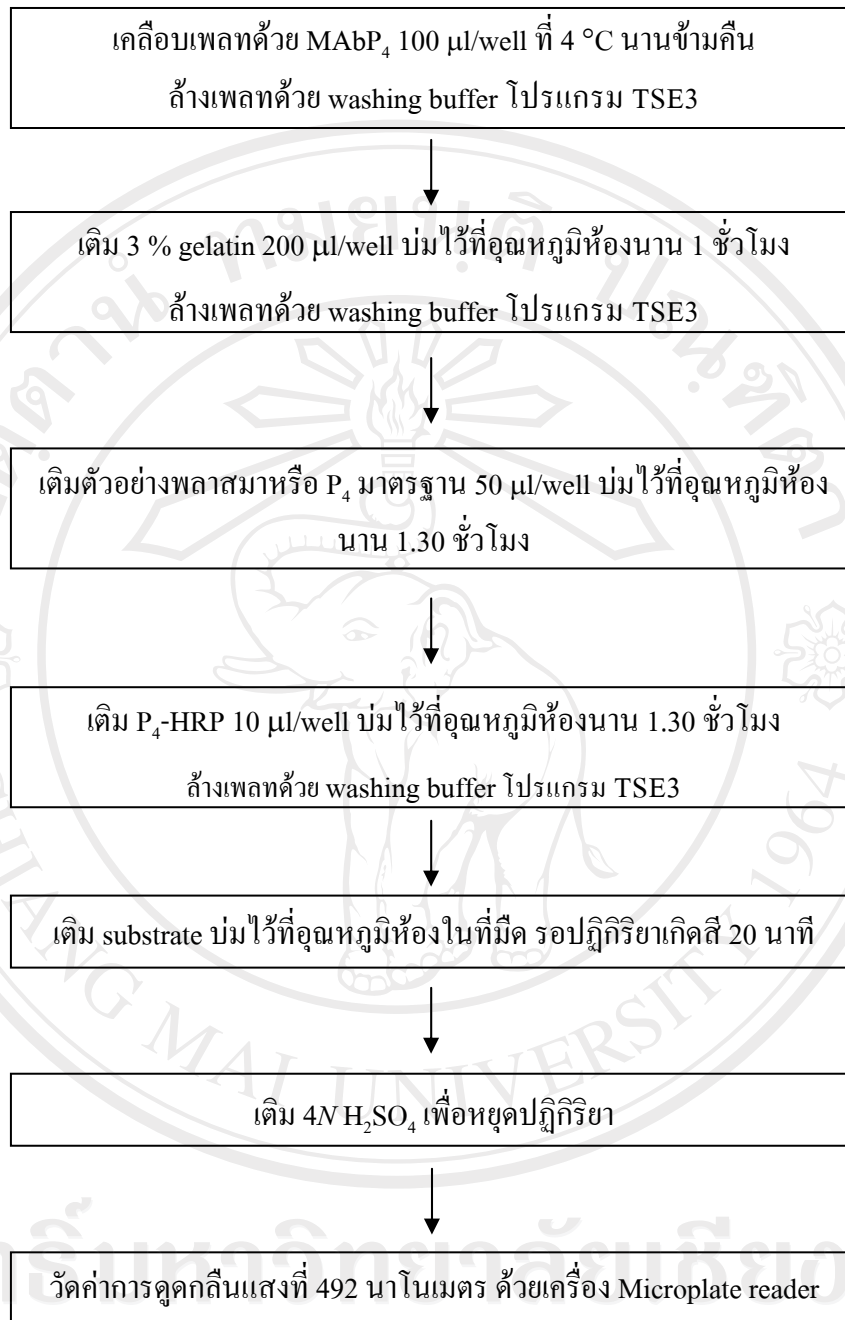 เคลือบเพลทด้วย MAbP₄ 100 μl/well ที่ 4 °C นานข้ามคืน
ล้างเพลทด้วย washing buffer โปรแกรม TSE3
เติม 3 % gelatin 200 μl/well บ่มไว้ที่อุณหภูมิห้องนาน 1 ชั่วโมง
ล้างเพลทด้วย washing buffer โปรแกรม TSE3
เติมตัวอย่างพลาสมาหรือ P₄ มาตรฐาน 50 μl/well บ่มไว้ที่อุณหภูมิห้อง
นาน 1.30 ชั่วโมง
เติม P₄-HRP 10 μl/well บ่มไว้ที่อุณหภูมิห้องนาน 1.30 ชั่วโมง
ล้างเพลทด้วย washing buffer โปรแกรม TSE3
เติม substrate บ่มไว้ที่อุณหภูมิห้องในที่มืด รอปฏิกิริยาเกิดสี 20 นาที
เติม 4N H₂SO₄ เพื่อหยุดปฏิกิริยา
วัดค่าการดูดกลืนแสงที่ 492 นาโนเมตร ด้วยเครื่อง Microplate reader
MAI UNIVERSITY 1964